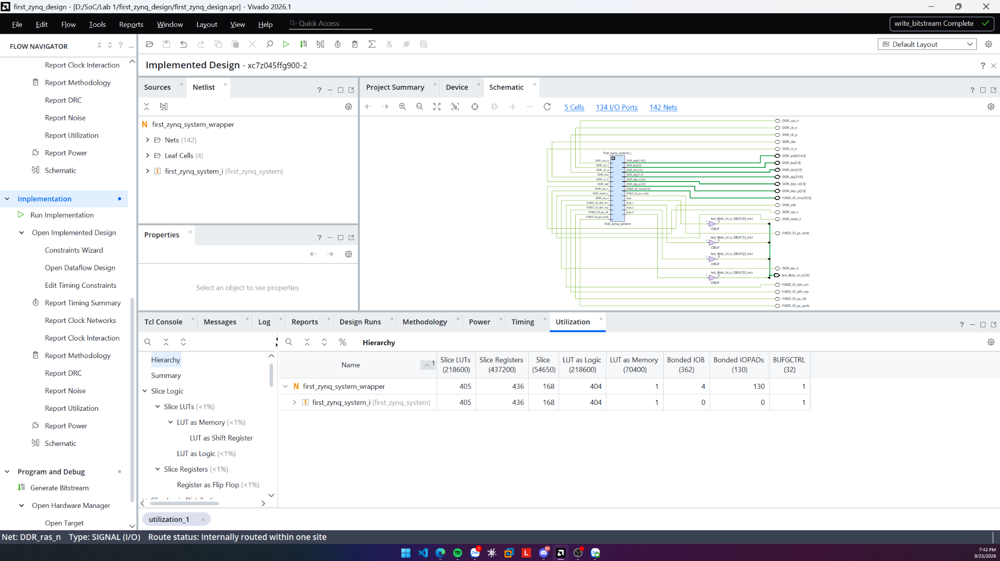 first_zynq_design - [D:/SoC/Lab 1/first_zynq_design/first_zynq_design.xpr] - Vivado 2026.1
File Edit Flow Tools Reports Window Layout View Help Quick Access
write_bitstream Complete
FLOW NAVIGATOR
Default Layout
Report Clock Interaction
Report Methodology
Report DRC
Report Noise
Report Utilization
Report Power
Schematic
Implementation
Run Implementation
Open Implemented Design
Constraints Wizard
Open Dataflow Design
Edit Timing Constraints
Report Timing Summary
Report Clock Networks
Report Clock Interaction
Report Methodology
Report DRC
Report Noise
Report Utilization
Report Power
Schematic
Program and Debug
Generate Bitstream
Open Hardware Manager
Open Target
Implemented Design - xc7z045ffg900-2
Sources Netlist
first_zynq_system_wrapper
Nets (142)
Leaf Cells (4)
first_zynq_system_i (first_zynq_system)
Properties
Select an object to see properties
Project Summary Device Schematic
5 Cells 134 I/O Ports 142 Nets
first_zynq_system_i
DDR_cas_n
DDR_ck_n
DDR_ck_p
DDR_cke
DDR_cs_n
DDR_odt
DDR_ras_n
DDR_reset_n
DDR_we_n
FIXED_IO_ddr_vrn
FIXED_IO_ddr_vrp
FIXED_IO_ps_clk
FIXED_IO_ps_porb
DDR_addr[14:0]
DDR_ba[2:0]
DDR_dm[3:0]
DDR_dq[31:0]
DDR_dqs_n[3:0]
DDR_dqs_p[3:0]
FIXED_IO_mio[53:0]
FIXED_IO_ps_srstb
lopt
lopt_1
lopt_2
lopt_3
first_zynq_system
led_4bits_tri_o_OBUF[0]_inst
I O
OBUF
led_4bits_tri_o_OBUF[1]_inst
I O
OBUF
led_4bits_tri_o_OBUF[2]_inst
I O
OBUF
led_4bits_tri_o_OBUF[3]_inst
I O
OBUF
DDR_cas_n
DDR_ck_n
DDR_ck_p
DDR_cke
DDR_cs_n
DDR_addr[14:0]
DDR_ba[2:0]
DDR_dm[3:0]
DDR_dq[31:0]
DDR_dqs_n[3:0]
DDR_dqs_p[3:0]
FIXED_IO_mio[53:0]
DDR_odt
DDR_ras_n
DDR_reset_n
FIXED_IO_ps_srstb
DDR_we_n
led_4bits_tri_o[3:0]
FIXED_IO_ddr_vrn
FIXED_IO_ddr_vrp
FIXED_IO_ps_clk
FIXED_IO_ps_porb
Tcl Console Messages Log Reports Design Runs Methodology Power Timing Utilization
Hierarchy
Summary
Slice Logic
Slice LUTs (<1%)
LUT as Memory (<1%)
LUT as Shift Register
LUT as Logic (<1%)
Slice Registers (<1%)
Register as Flip Flop (<1%)
Hierarchy
Name 1 Slice LUTs (218600) Slice Registers (437200) Slice (54650) LUT as Logic (218600) LUT as Memory (70400) Bonded IOB (362) Bonded IOPADs (130) BUFGCTRL (32)
first_zynq_system_wrapper 405 436 168 404 1 4 130 1
first_zynq_system_i (first_zynq_system) 405 436 168 404 1 0 0 1
utilization_1
Net: DDR_ras_n Type: SIGNAL (I/O) Route status: Internally routed within one site
7:42 PM
9/25/2026